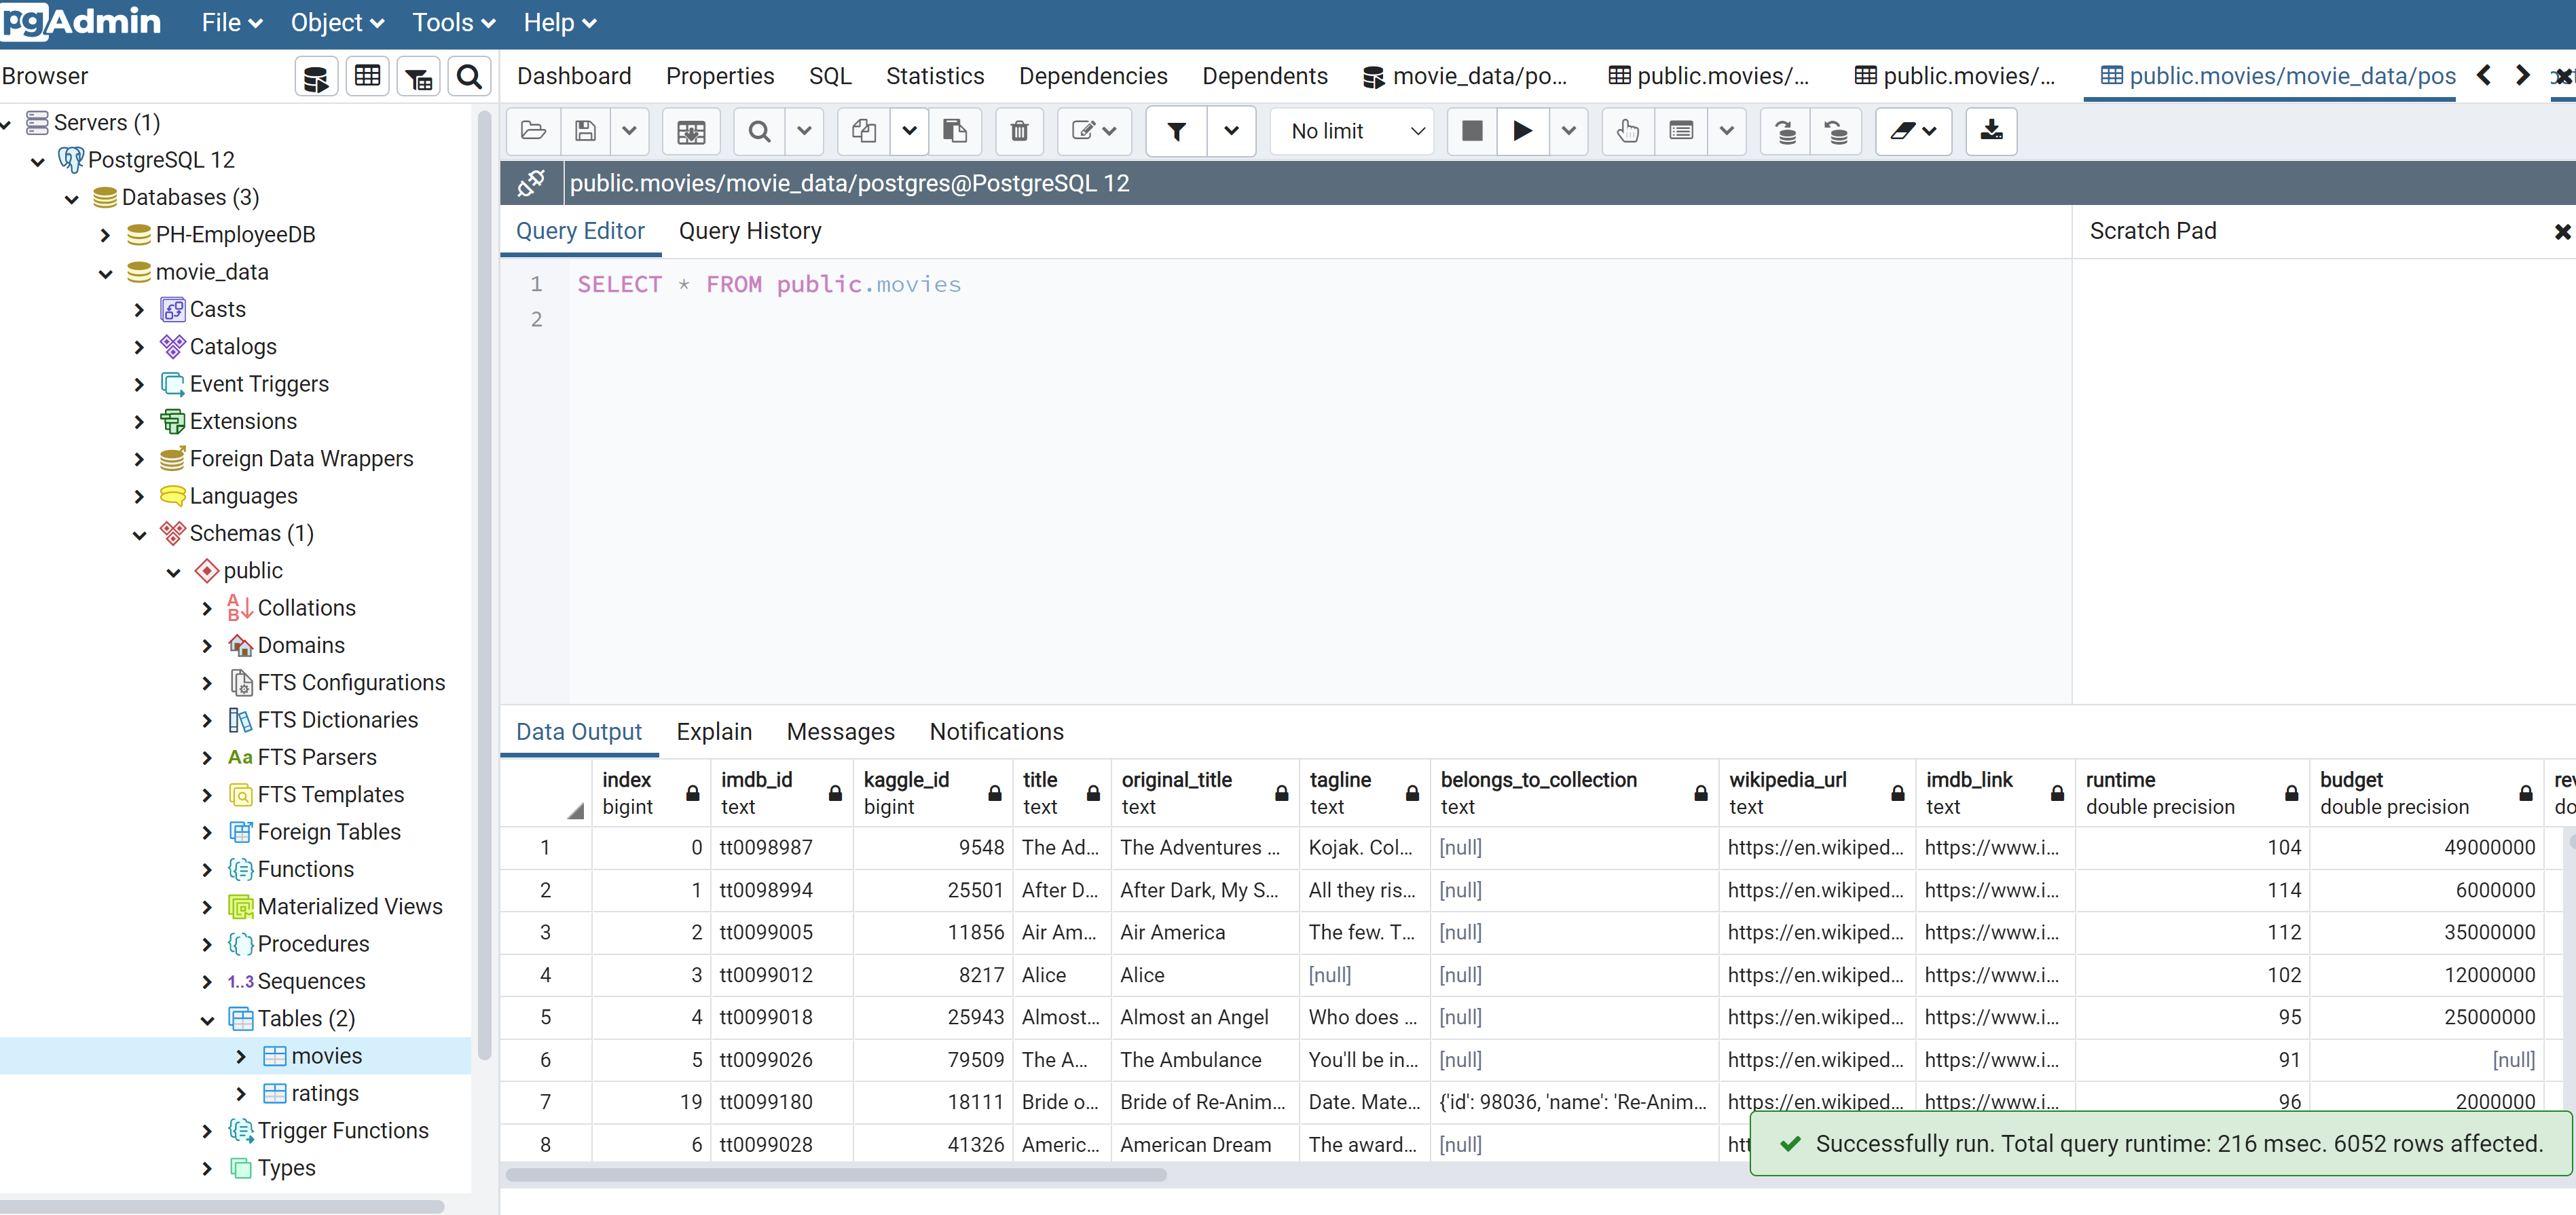 pgAdmin File Object Tools Help
Browser
Dashboard Properties SQL Statistics Dependencies Dependents movie_data/po... public.movies/... public.movies/... public.movies/movie_data/pos
Servers (1)
PostgreSQL 12
Databases (3)
PH-EmployeeDB
movie_data
Casts
Catalogs
Event Triggers
Extensions
Foreign Data Wrappers
Languages
Schemas (1)
public
Collations
Domains
FTS Configurations
FTS Dictionaries
Aa FTS Parsers
FTS Templates
Foreign Tables
Functions
Materialized Views
Procedures
1..3 Sequences
Tables (2)
movies
ratings
Trigger Functions
Types
No limit
public.movies/movie_data/postgres@PostgreSQL 12
Query Editor Query History
Scratch Pad
1 SELECT * FROM public.movies
2
Data Output Explain Messages Notifications
index imdb_id kaggle_id title original_title tagline belongs_to_collection wikipedia_url imdb_link runtime budget rev
bigint text bigint text text text text text text double precision double precision do
1 0 tt0098987 9548 The Ad... The Adventures ... Kojak. Col... [null] https://en.wikiped... https://www.i... 104 49000000
2 1 tt0098994 25501 After D... After Dark, My S... All they ris... [null] https://en.wikiped... https://www.i... 114 6000000
3 2 tt0099005 11856 Air Am... Air America The few. T... [null] https://en.wikiped... https://www.i... 112 35000000
4 3 tt0099012 8217 Alice Alice [null] [null] https://en.wikiped... https://www.i... 102 12000000
5 4 tt0099018 25943 Almost... Almost an Angel Who does ... [null] https://en.wikiped... https://www.i... 95 25000000
6 5 tt0099026 79509 The A... The Ambulance You'll be in... [null] https://en.wikiped... https://www.i... 91 [null]
7 19 tt0099180 18111 Bride o... Bride of Re-Anim... Date. Mate... {'id': 98036, 'name': 'Re-Anim... https://en.wikiped... https://www.i... 96 2000000
8 6 tt0099028 41326 Americ... American Dream The award... [null] htt
Successfully run. Total query runtime: 216 msec. 6052 rows affected.